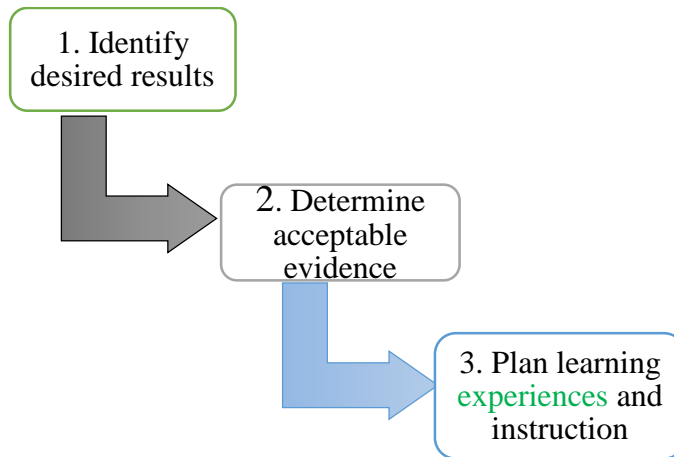 1. Identify
desired results
2. Determine
acceptable
evidence
3. Plan learning
experiences and
instruction